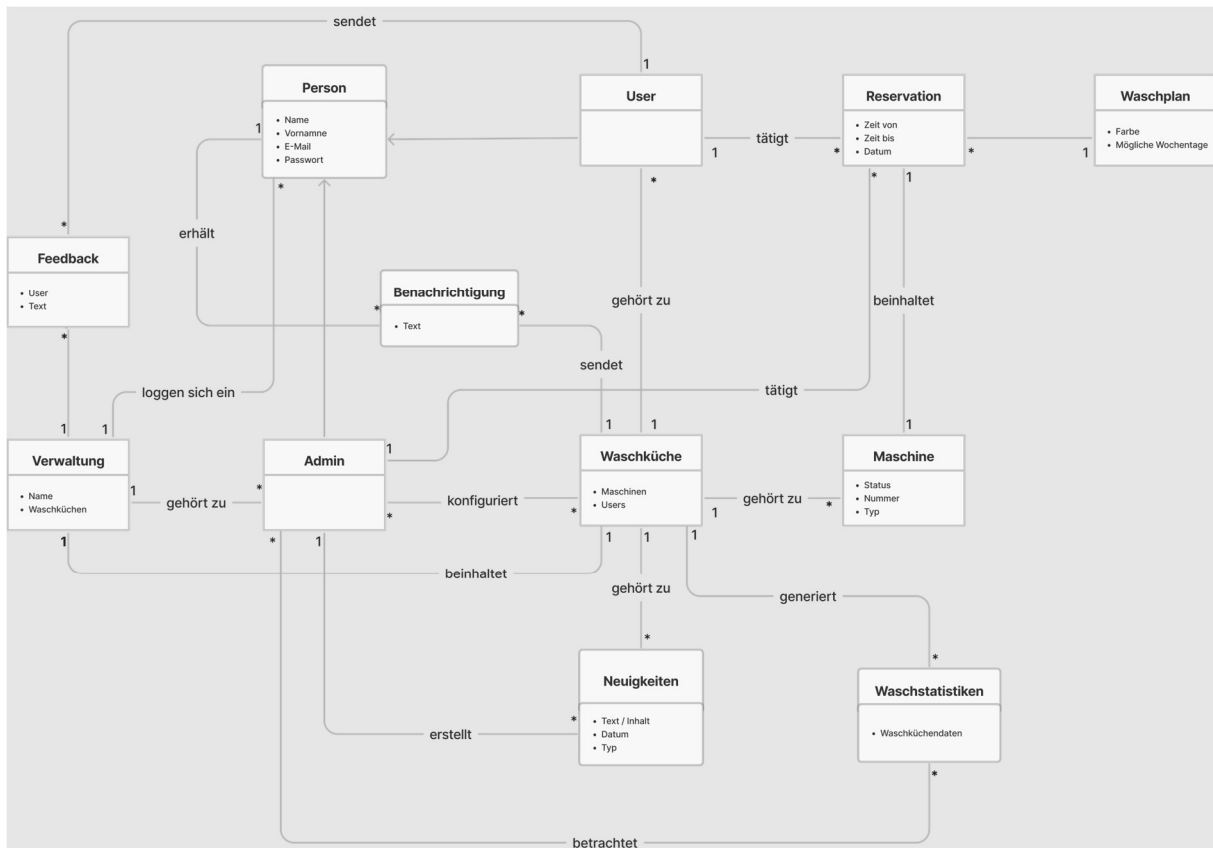 sendet
1
Person
• Name
• Vornamne
• E-Mail
• Passwort
1
*
User
1
*
tätigt
Reservation
• Zeit von
• Zeit bis
• Datum
*
*
1
*
1
Waschplan
• Farbe
• Mögliche Wochentage
erhält
*
Feedback
• User
• Text
*
Benachrichtigung
• Text
*
*
gehört zu
beinhaltet
sendet
loggen sich ein
tätigt
1
1
1
1
1
1
Verwaltung
• Name
• Waschküchen
1
gehört zu
*
Admin
*
konfiguriert
*
Waschküche
• Maschinen
• Users
1
gehört zu
*
Maschine
• Status
• Nummer
• Typ
1
*
1
1
1
1
beinhaltet
gehört zu
generiert
*
*
Neuigkeiten
• Text / Inhalt
• Datum
• Typ
*
erstellt
Waschstatistiken
• Waschküchendaten
*
betrachtet